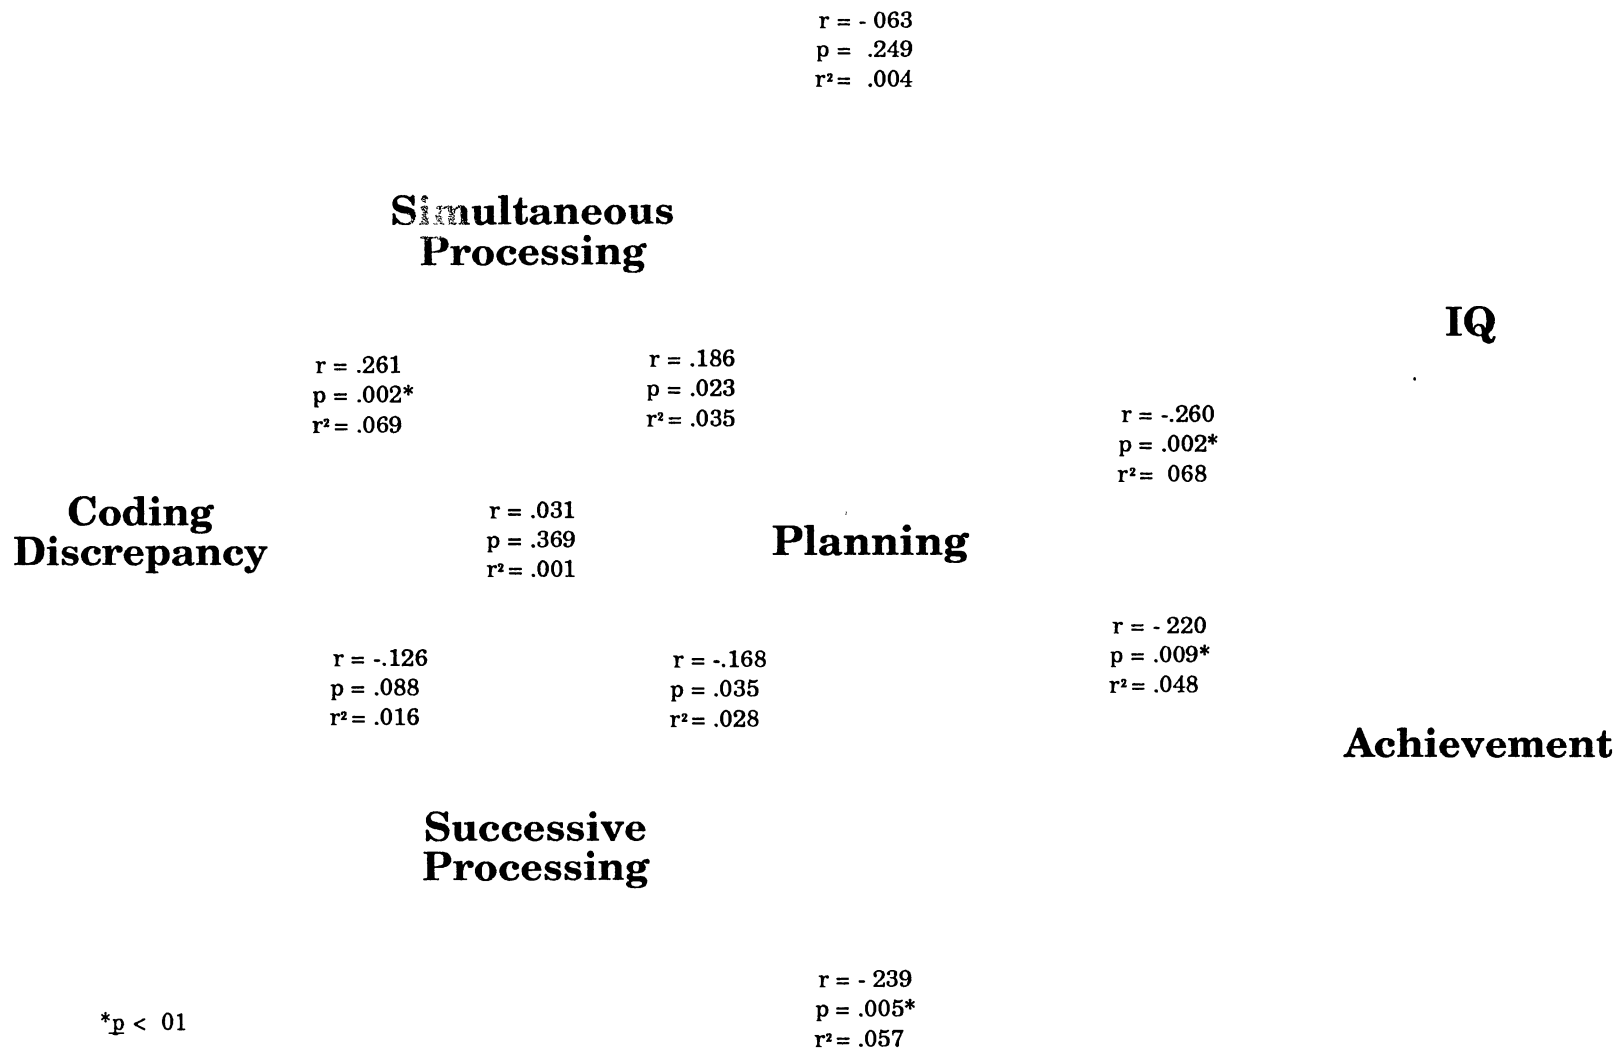 r = - 063
p = .249
r² = .004
Simultaneous
Processing
IQ
r = .261
p = .002*
r² = .069
r = .186
p = .023
r² = .035
r = -.260
p = .002*
r² = 068
Coding
Discrepancy
r = .031
p = .369
r² = .001
Planning
r = -.126
p = .088
r² = .016
r = -.168
p = .035
r² = .028
r = - 220
p = .009*
r² = .048
Achievement
Successive
Processing
r = - 239
p = .005*
r² = .057
*p < 01